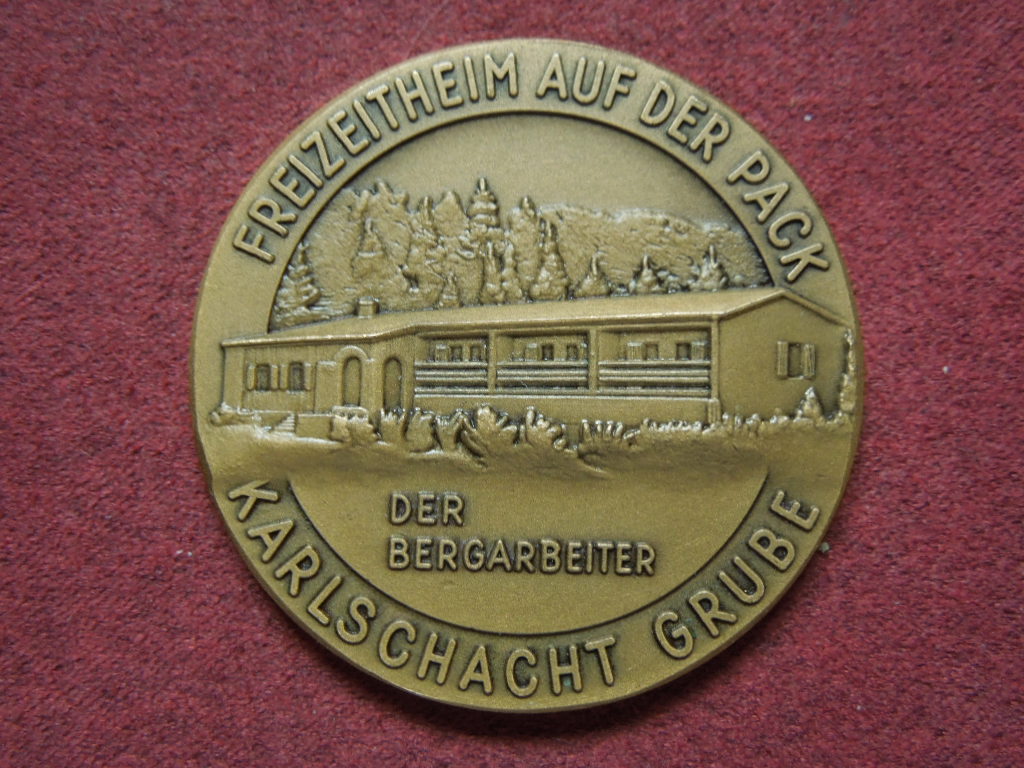 FREIZEITHEIM AUF DER PACK
DER
BERGARBEITER
KARLSCHACHT GRUBE